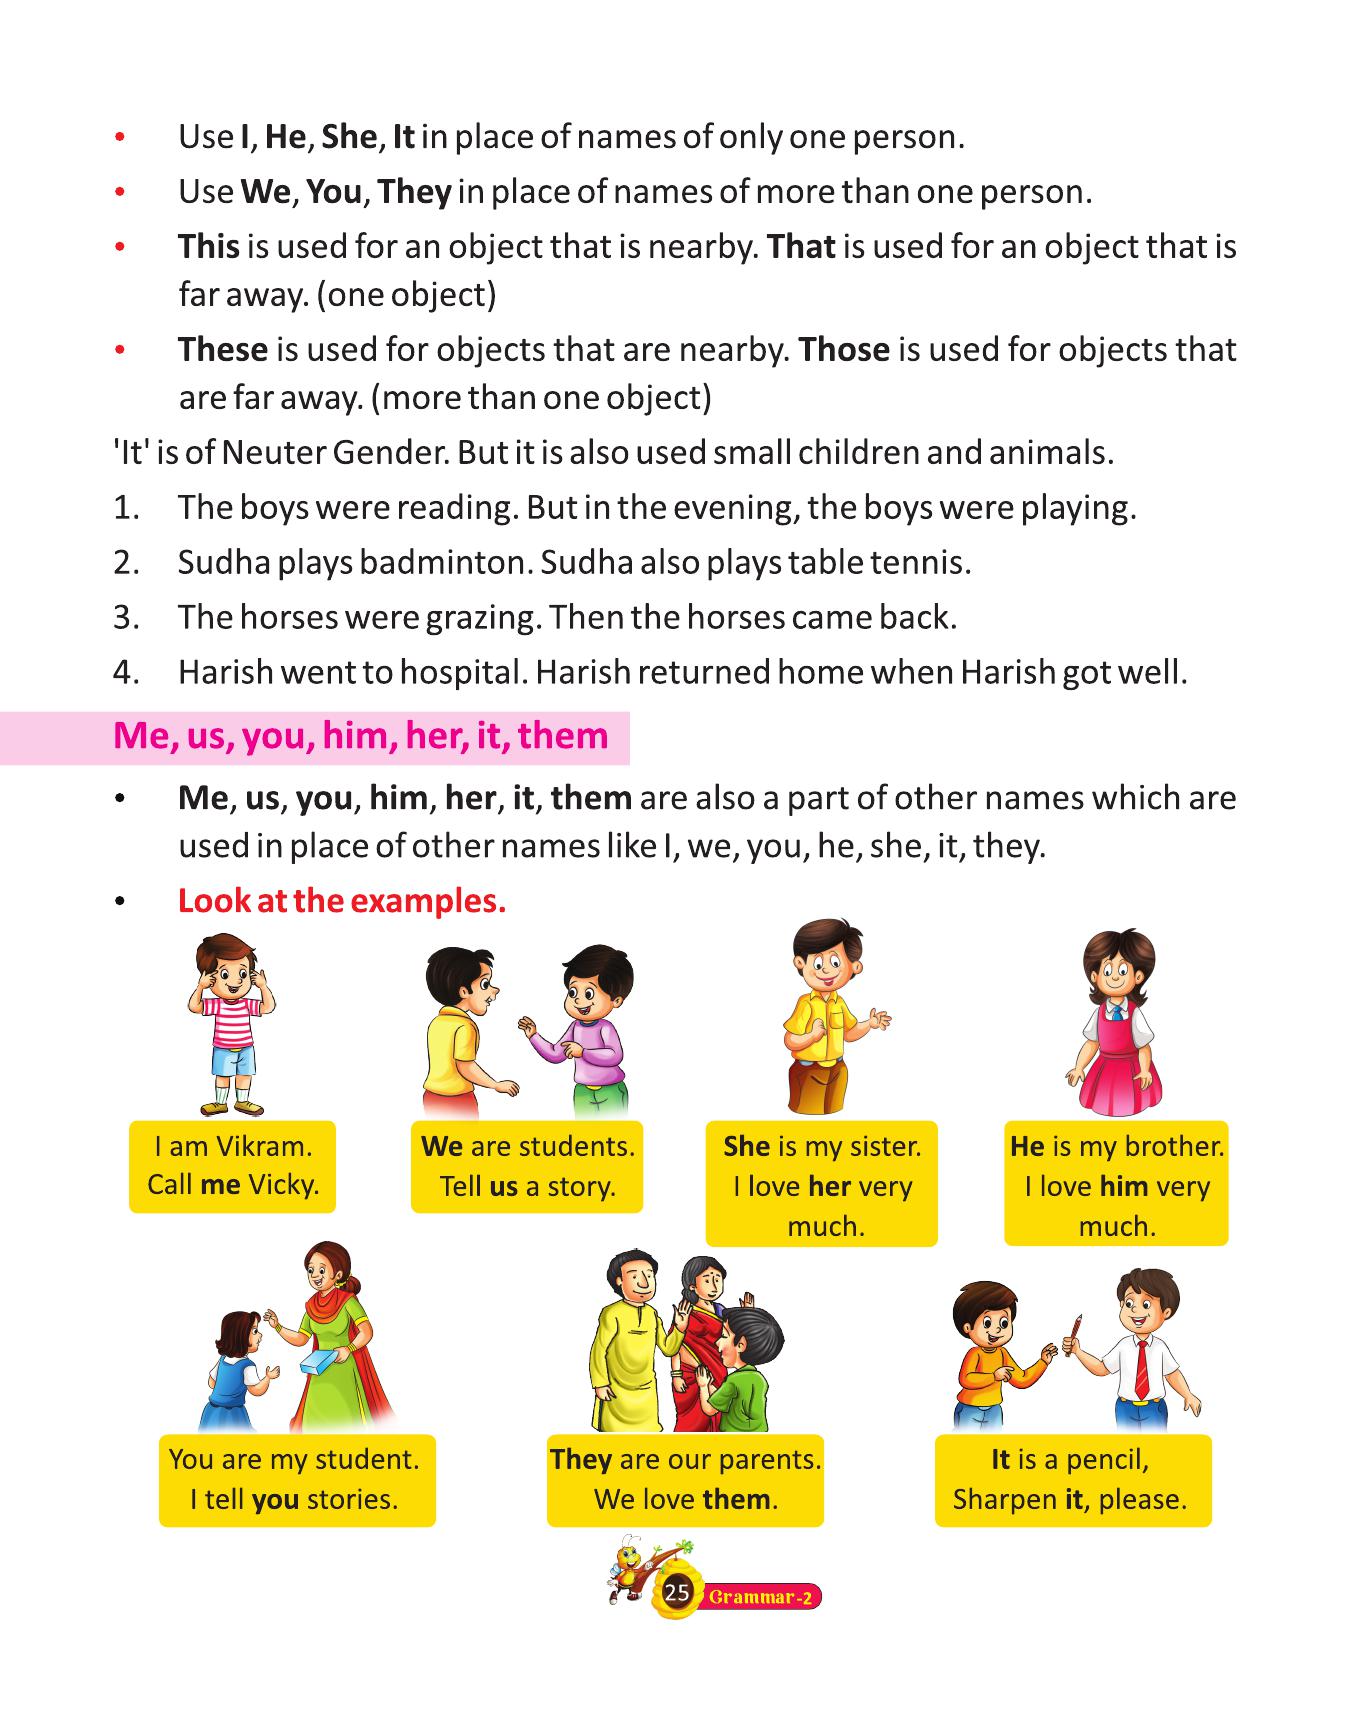 • Use I, He, She, It in place of names of only one person.
• Use We, You, They in place of names of more than one person.
• This is used for an object that is nearby. That is used for an object that is
far away. (one object)
• These is used for objects that are nearby. Those is used for objects that
are far away. (more than one object)
'It' is of Neuter Gender. But it is also used small children and animals.
1. The boys were reading. But in the evening, the boys were playing.
2. Sudha plays badminton. Sudha also plays table tennis.
3. The horses were grazing. Then the horses came back.
4. Harish went to hospital. Harish returned home when Harish got well.
Me, us, you, him, her, it, them
• Me, us, you, him, her, it, them are also a part of other names which are
used in place of other names like I, we, you, he, she, it, they.
• Look at the examples.
I am Vikram.
Call me Vicky.
We are students.
Tell us a story.
She is my sister.
I love her very
much.
He is my brother.
I love him very
much.
You are my student.
I tell you stories.
They are our parents.
We love them.
It is a pencil,
Sharpen it, please.
25 Grammar-2